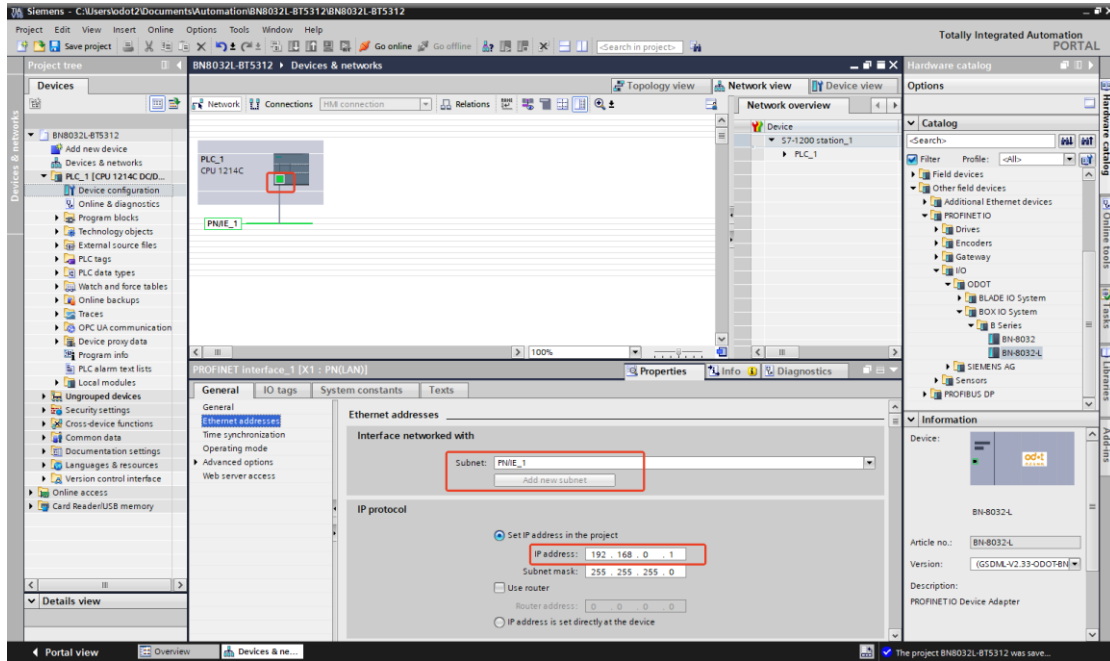 Siemens - C:\Users\odot2\Documents\Automation\BN8032L-BT5312\BN8032L-BT5312
Project Edit View Insert Online Options Tools Window Help
Totally Integrated Automation
PORTAL
Save project
Go online
Go offline
<Search in project>
Project tree
BN8032L-BT5312 ▸ Devices & networks
Hardware catalog
Devices
Topology view
Network view
Device view
Options
Network
Connections
HMI connection
Relations
Network overview
Devices & networks
BN8032L-BT5312
Add new device
Devices & networks
PLC_1 [CPU 1214C DC/D...
Device configuration
Online & diagnostics
Program blocks
Technology objects
External source files
PLC tags
PLC data types
Watch and force tables
Online backups
Traces
OPC UA communication
Device proxy data
Program info
PLC alarm text lists
Local modules
Ungrouped devices
Security settings
Cross-device functions
Common data
Documentation settings
Languages & resources
Version control interface
Online access
Card Reader/USB memory
Details view
PLC_1
CPU 1214C
PN/IE_1
100%
Device
S7-1200 station_1
PLC_1
PROFINET interface_1 [X1 : PN(LAN)]
Properties
Info
Diagnostics
General
IO tags
System constants
Texts
General
Ethernet addresses
Time synchronization
Operating mode
Advanced options
Web server access
Ethernet addresses
Interface networked with
Subnet: PN/IE_1
Add new subnet
IP protocol
Set IP address in the project
IP address: 192 . 168 . 0 . 1
Subnet mask: 255 . 255 . 255 . 0
Use router
Router address: 0 . 0 . 0 . 0
IP address is set directly at the device
Catalog
<Search>
Filter
Profile: <All>
Field devices
Other field devices
Additional Ethernet devices
PROFINET IO
Drives
Encoders
Gateway
I/O
ODOT
BLADE IO System
BOX IO System
B Series
BN-8032
BN-8032-L
SIEMENS AG
Sensors
PROFIBUS DP
Information
Device:
BN-8032-L
Article no.: BN-8032-L
Version: (GSDML-V2.33-ODOT-BN
Description:
PROFINET IO Device Adapter
Hardware catalog
Online tools
Tasks
Libraries
Add-ins
Portal view
Overview
Devices & ne...
The project BN8032L-BT5312 was save...